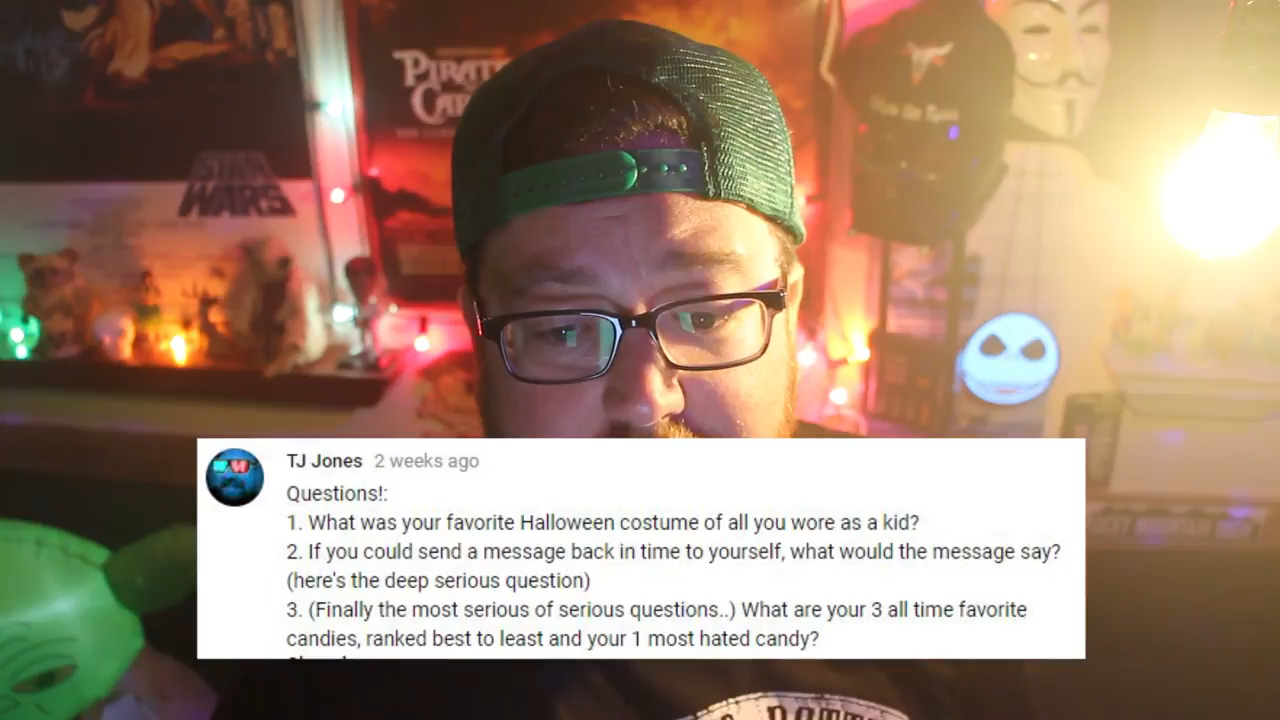 PIRATE
STAR
WARS
TJ Jones 2 weeks ago
Questions!:
1. What was your favorite Halloween costume of all you wore as a kid?
2. If you could send a message back in time to yourself, what would the message say?
(here's the deep serious question)
3. (Finally the most serious of serious questions..) What are your 3 all time favorite
candies, ranked best to least and your 1 most hated candy?